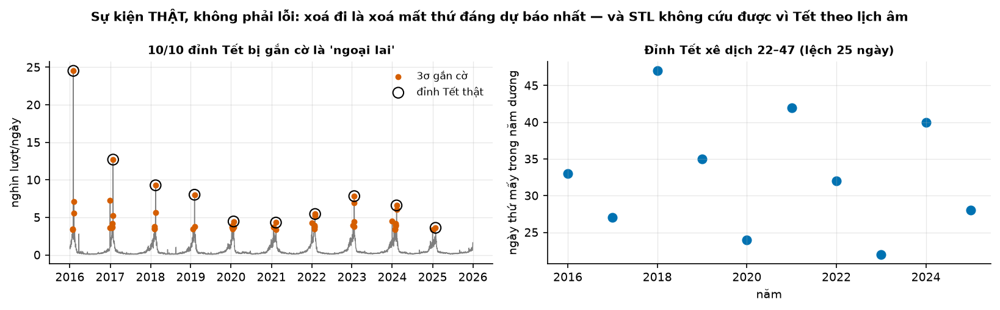 Sự kiện THẬT, không phải lỗi: xoá đi là xoá mất thứ đáng dự báo nhất — và STL không cứu được vì Tết theo lịch âm
10/10 đỉnh Tết bị gắn cờ là 'ngoại lai'
nghìn lượt/ngày
25
20
15
10
5
0
3σ gắn cờ
đỉnh Tết thật
2016 2017 2018 2019 2020 2021 2022 2023 2024 2025 2026
Đỉnh Tết xê dịch 22–47 (lệch 25 ngày)
ngày thứ mấy trong năm dương
45
40
35
30
25
2016 2018 2020 2022 2024
năm